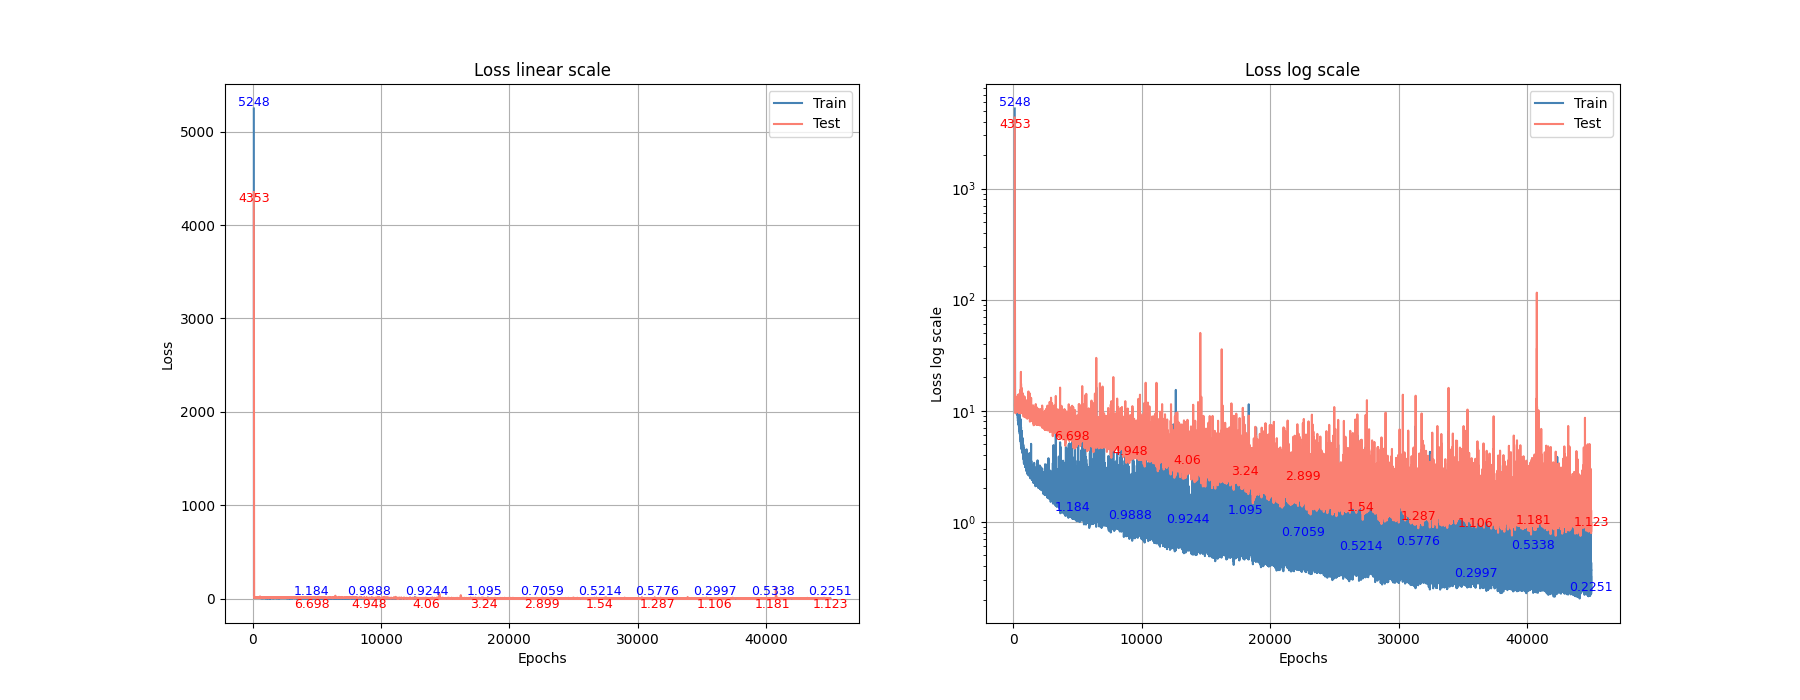 Loss linear scale
5248
4353
Train
Test
5000
4000
3000
2000
1000
0
Loss
1.184 0.9888 0.9244 1.095 0.7059 0.5214 0.5776 0.2997 0.5338 0.2251
6.698 4.948 4.06 3.24 2.899 1.54 1.287 1.106 1.181 1.123
0 10000 20000 30000 40000
Epochs
Loss log scale
5248
4353
Train
Test
10³
10²
10¹
10⁰
Loss log scale
6.698 4.948 4.06 3.24 2.899 1.54 1.287 1.106 1.181 1.123
1.184 0.9888 0.9244 1.095 0.7059 0.5214 0.5776 0.2997 0.5338 0.2251
0 10000 20000 30000 40000
Epochs